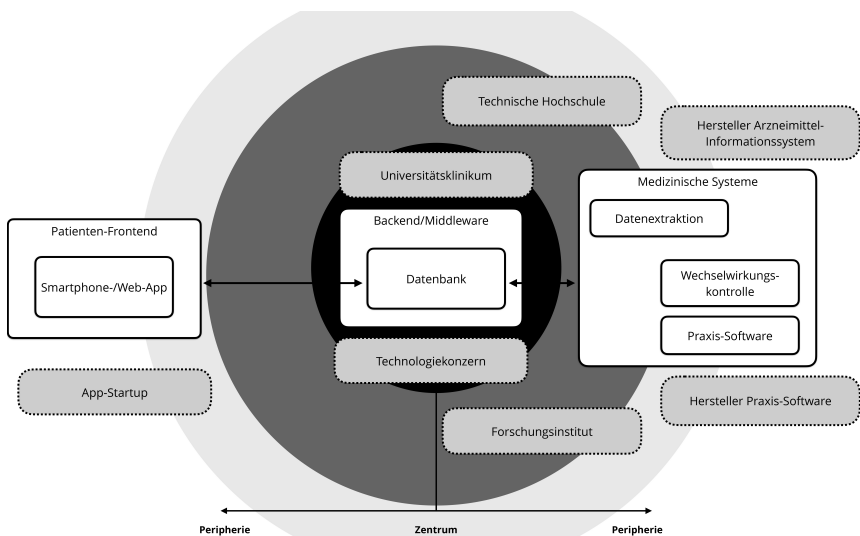 Technische Hochschule
Hersteller Arzneimittel-
Informationssystem
Universitätsklinikum
Medizinische Systeme
Datenextraktion
Patienten-Frontend
Smartphone-/Web-App
Backend/Middleware
Datenbank
Wechselwirkungs-
kontrolle
Praxis-Software
Technologiekonzern
App-Startup
Hersteller Praxis-Software
Forschungsinstitut
Peripherie
Zentrum
Peripherie